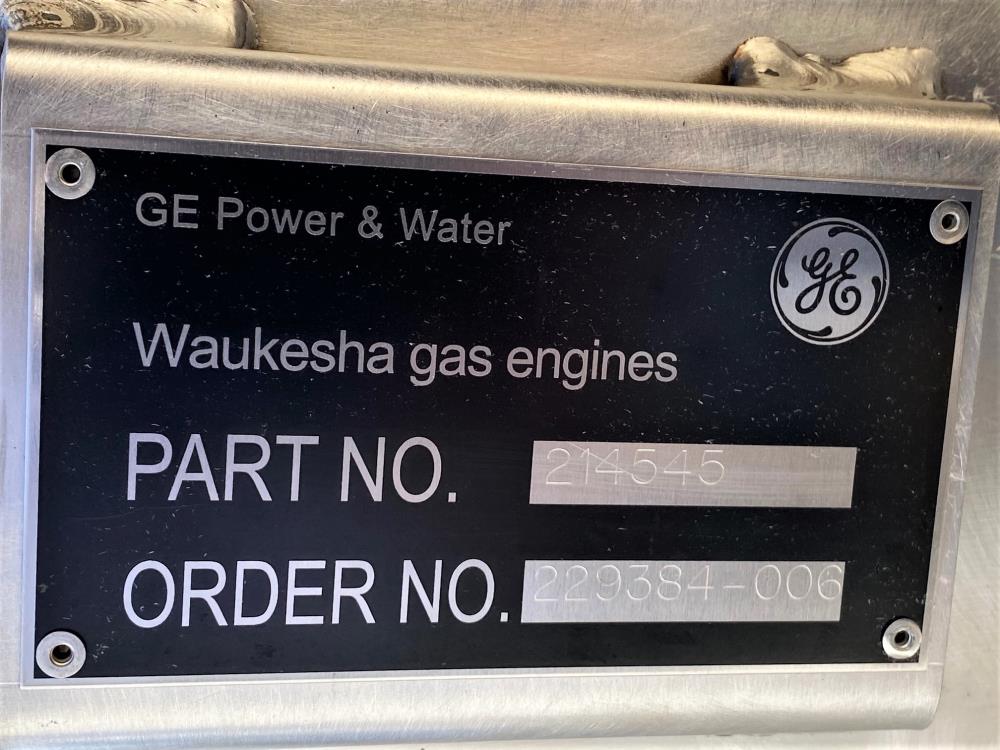 GE Power & Water
GE
Waukesha gas engines
PART NO. 214545
ORDER NO. 229384-006